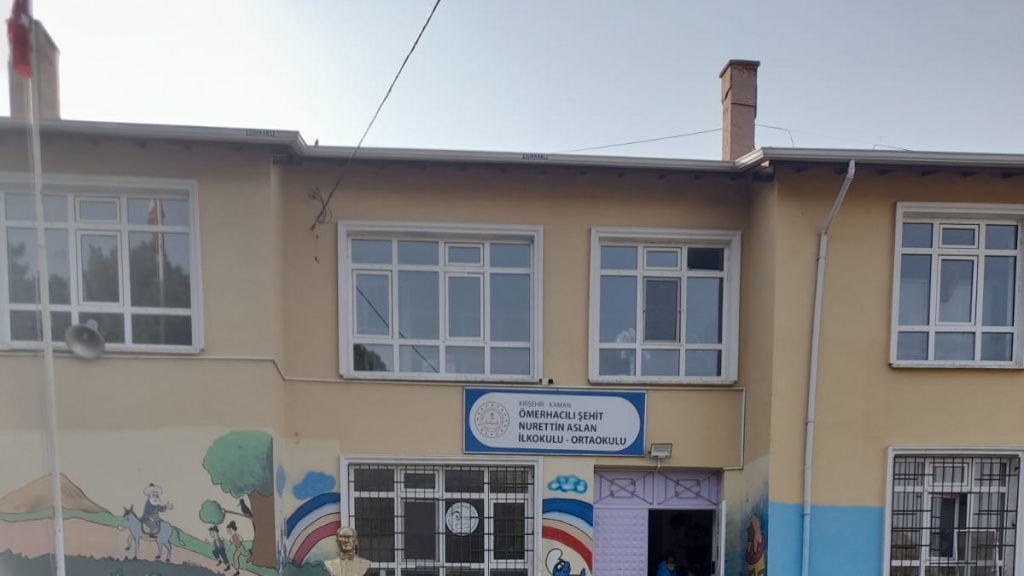 KIRŞEHİR - KAMAN
ÖMERHACILI ŞEHİT
NURETTİN ASLAN
İLKOKULU - ORTAOKULU